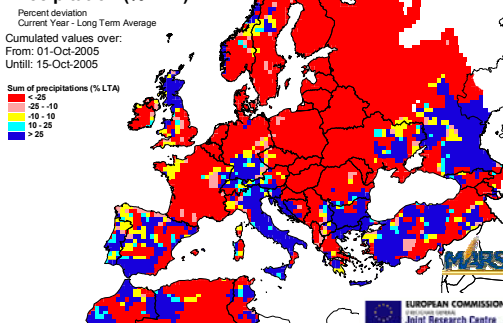 Percent deviation
Current Year - Long Term Average
Cumulated values over:
From: 01-Oct-2005
Untill: 15-Oct-2005
Sum of precipitations (% LTA)
< -25
-25 - -10
-10 - 10
10 - 25
> 25
MARS
EUROPEAN COMMISSION
Joint Research Centre